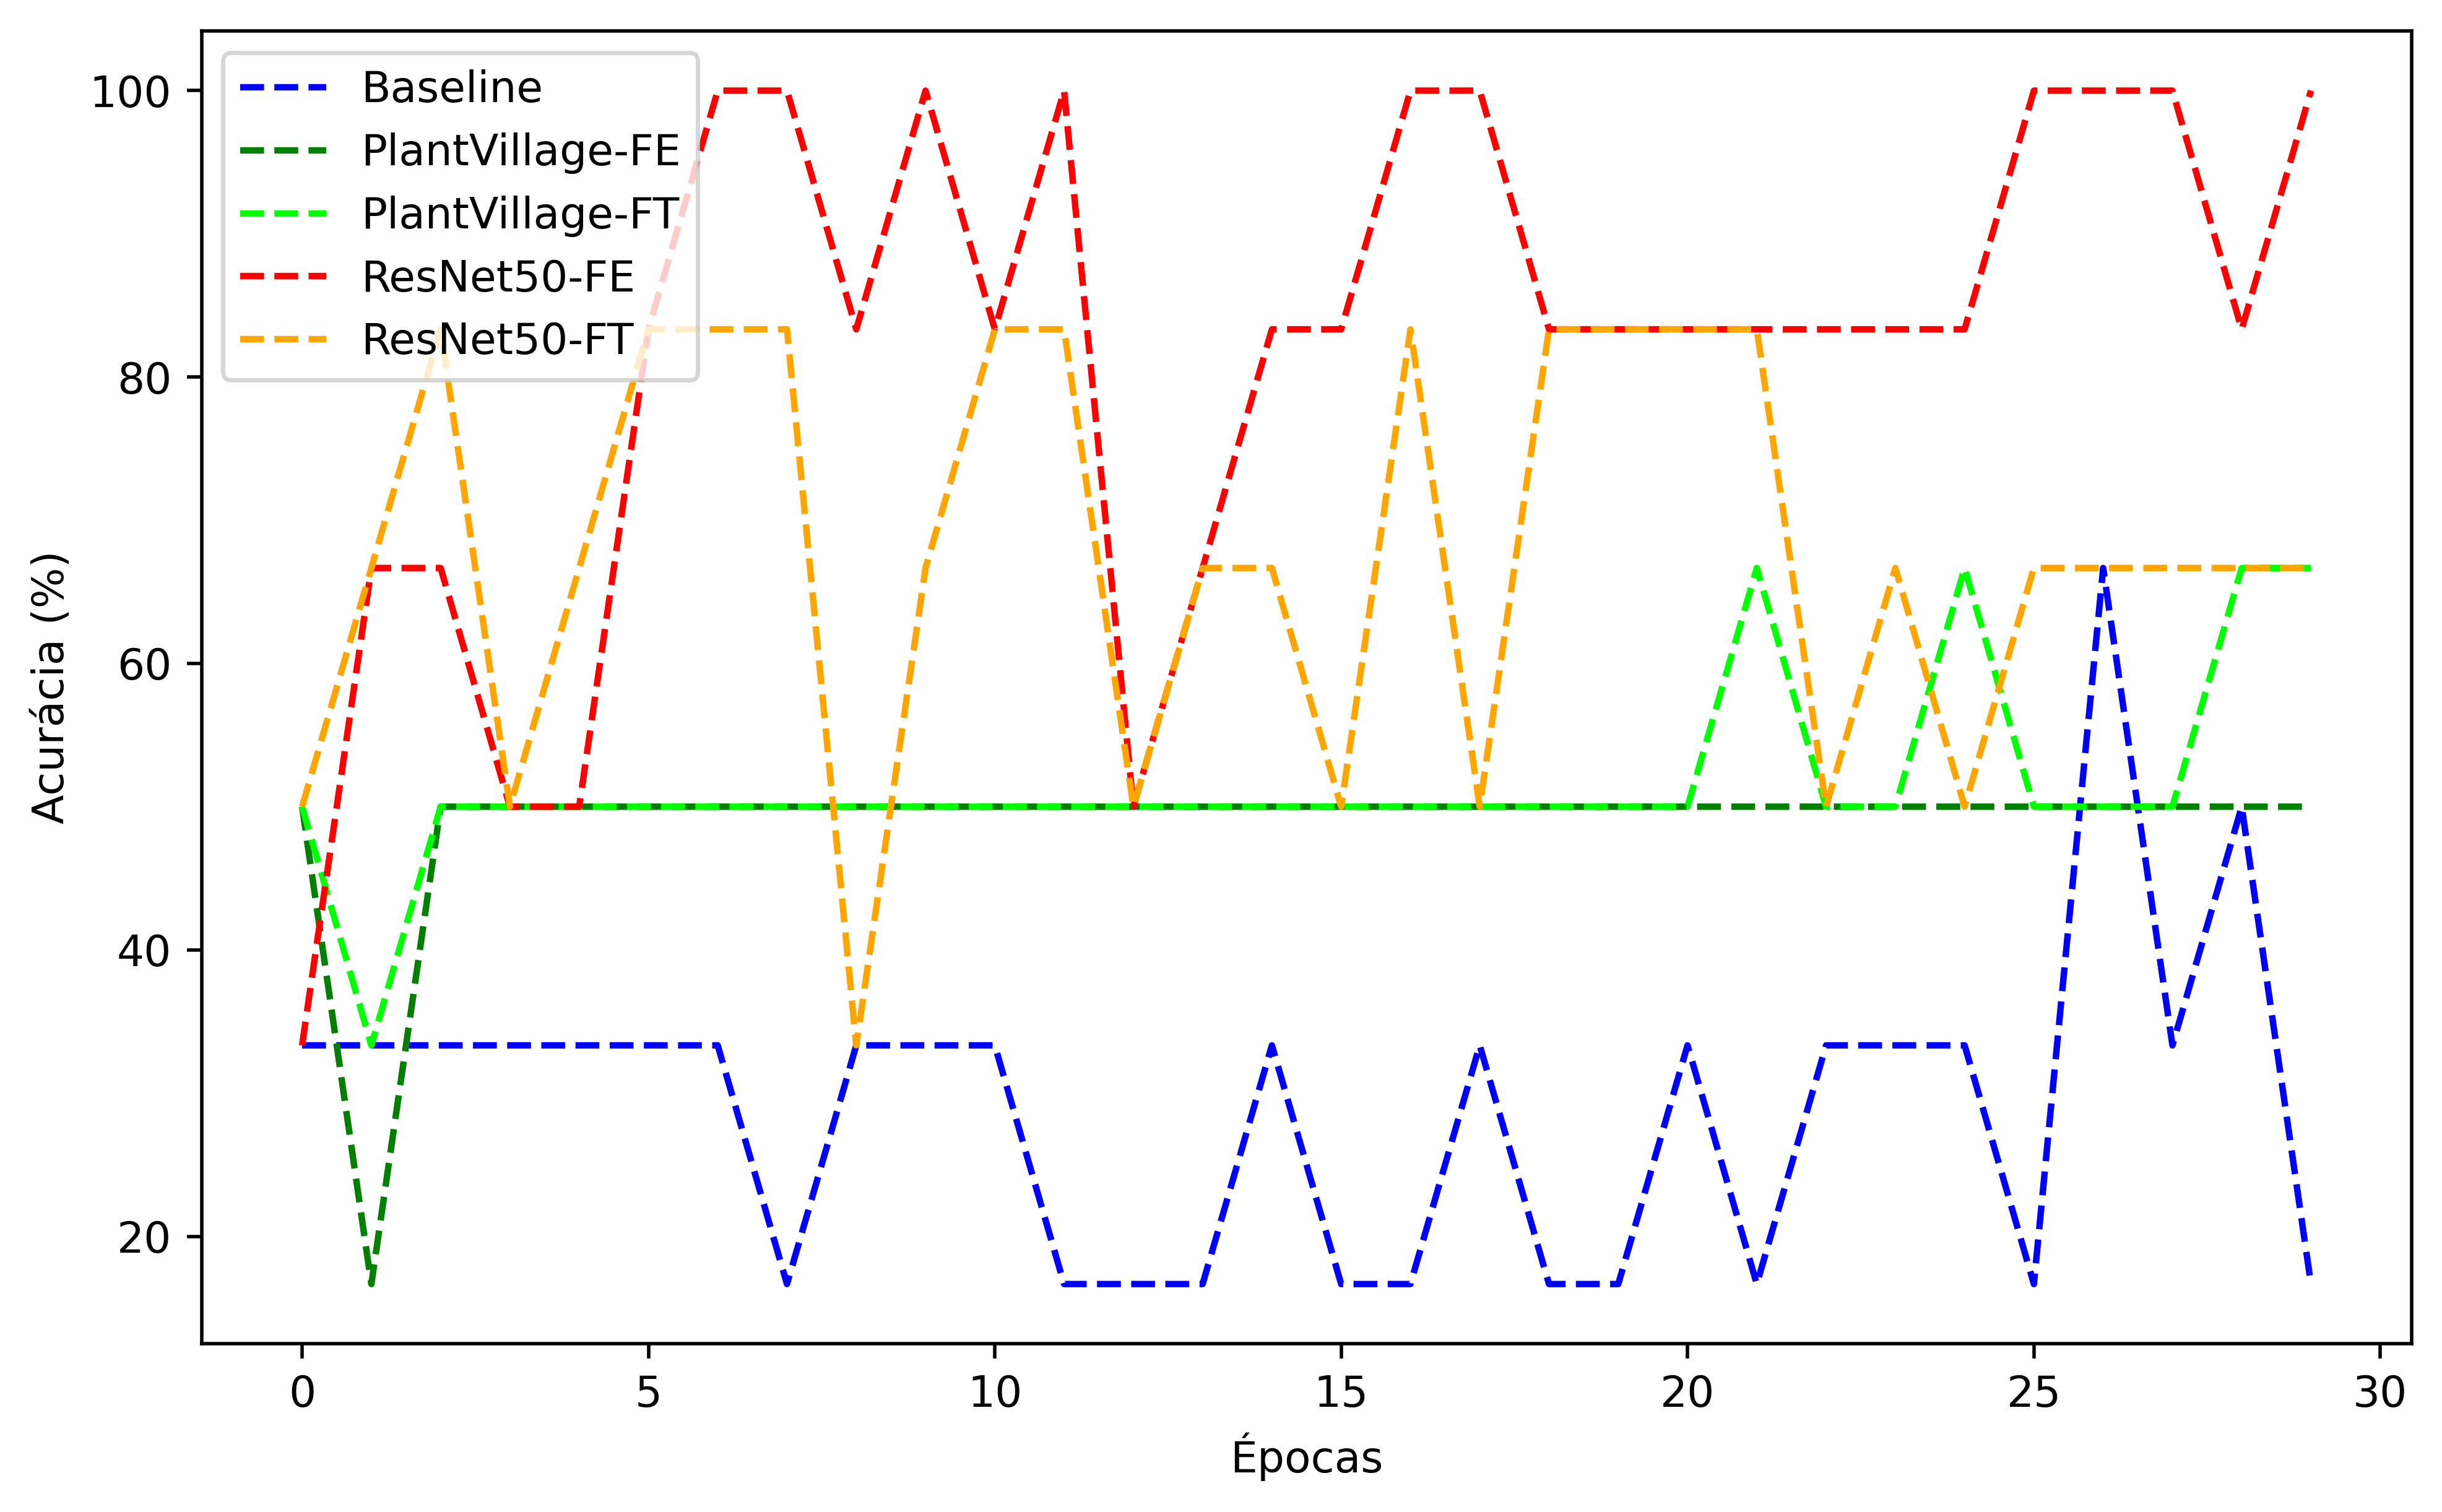 Baseline
PlantVillage-FE
PlantVillage-FT
ResNet50-FE
ResNet50-FT
100
80
60
40
20
Acurácia (%)
0 5 10 15 20 25 30
Épocas